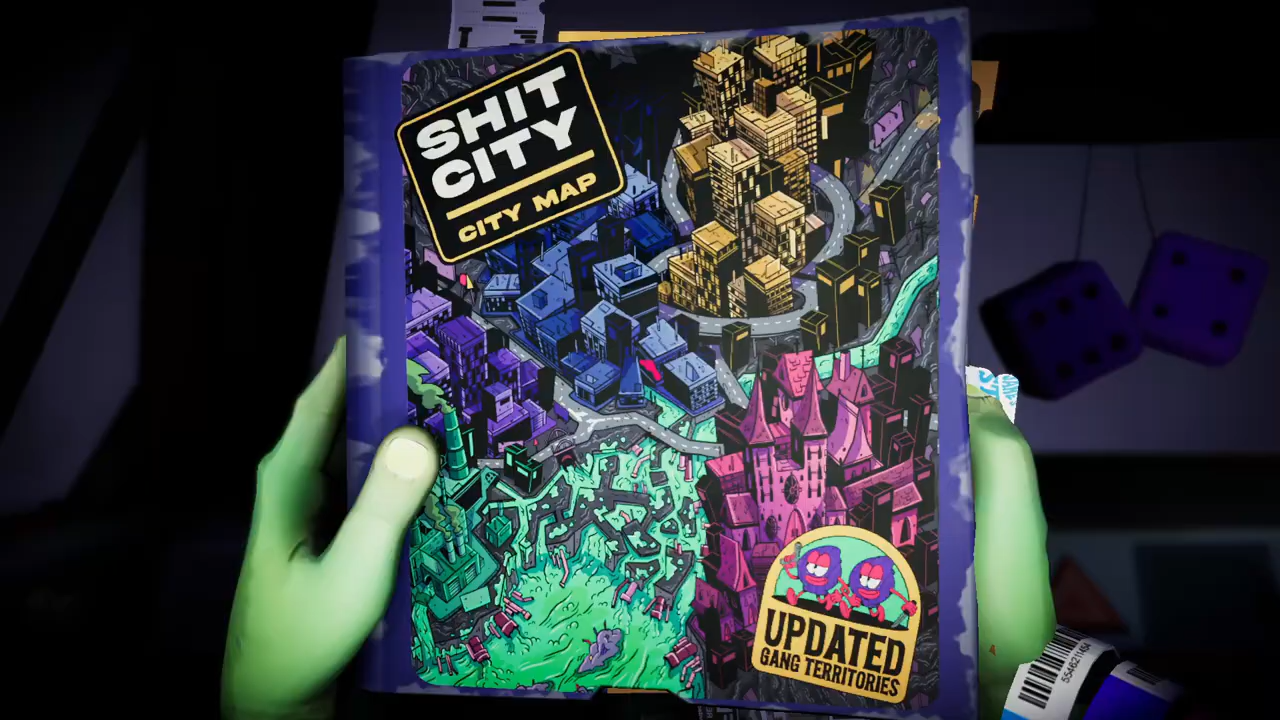 SHIT
CITY
CITY MAP
UPDATED
GANG TERRITORIES